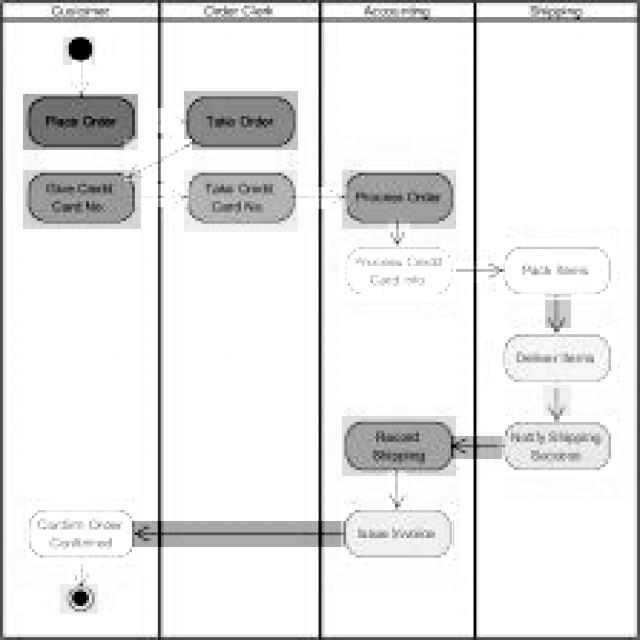 Customer
Order Clerk
Accounting
Shipping
Place Order
Take Order
Give Credit
Card No.
Take Credit
Card No.
Process Order
Process Credit
Card Info
Pack Items
Deliver Items
Record
Shipping
Notify Shipping
Success
Confirm Order
Confirmed
Issue Invoice